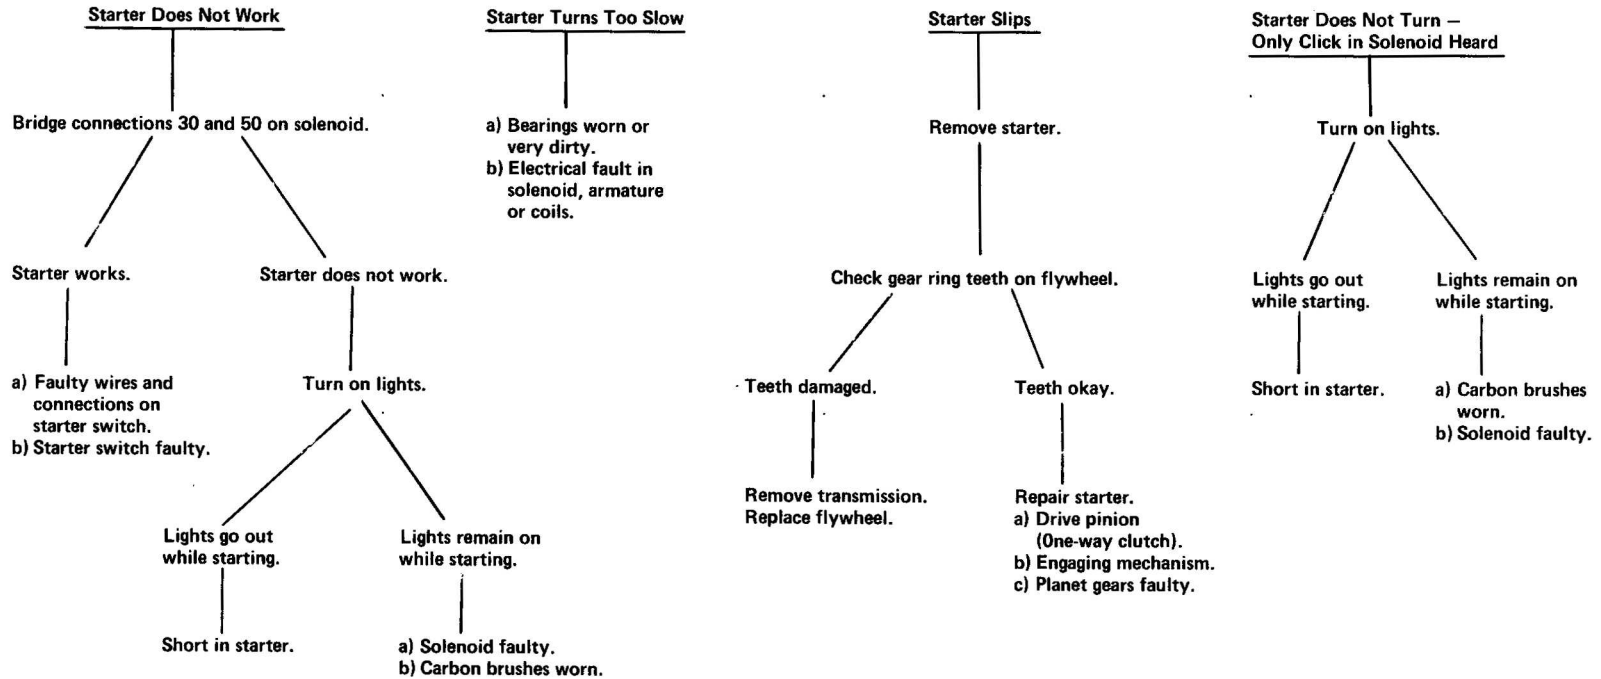 Starter Does Not Work
Bridge connections 30 and 50 on solenoid.
Starter works.
a) Faulty wires and
connections on
starter switch.
b) Starter switch faulty.
Starter does not work.
Turn on lights.
Lights go out
while starting.
Short in starter.
Lights remain on
while starting.
a) Solenoid faulty.
b) Carbon brushes worn.
Starter Turns Too Slow
a) Bearings worn or
very dirty.
b) Electrical fault in
solenoid, armature
or coils.
Starter Slips
Remove starter.
Check gear ring teeth on flywheel.
Teeth damaged.
Remove transmission.
Replace flywheel.
Teeth okay.
Repair starter.
a) Drive pinion
(One-way clutch).
b) Engaging mechanism.
c) Planet gears faulty.
Starter Does Not Turn –
Only Click in Solenoid Heard
Turn on lights.
Lights go out
while starting.
Short in starter.
Lights remain on
while starting.
a) Carbon brushes
worn.
b) Solenoid faulty.